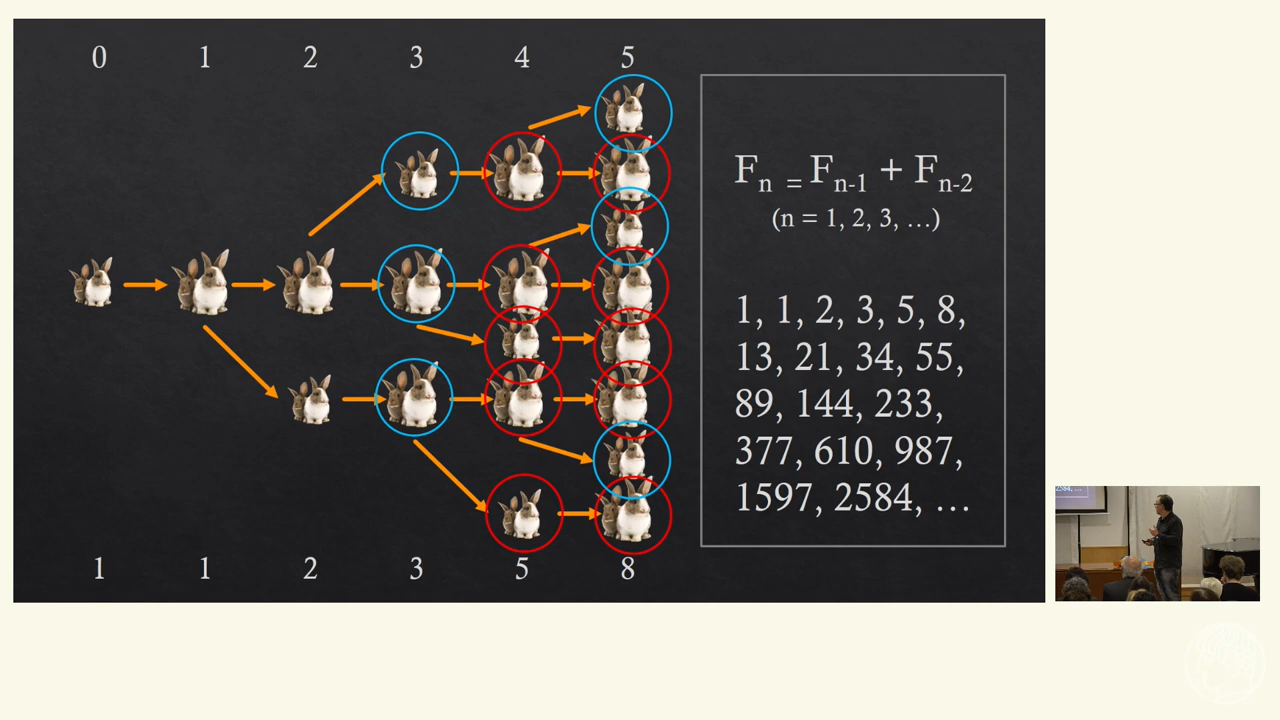 0 1 2 3 4 5
1 1 2 3 5 8
Fn = Fn-1 + Fn-2
(n = 1, 2, 3, …)
1, 1, 2, 3, 5, 8,
13, 21, 34, 55,
89, 144, 233,
377, 610, 987,
1597, 2584, …
2584, …